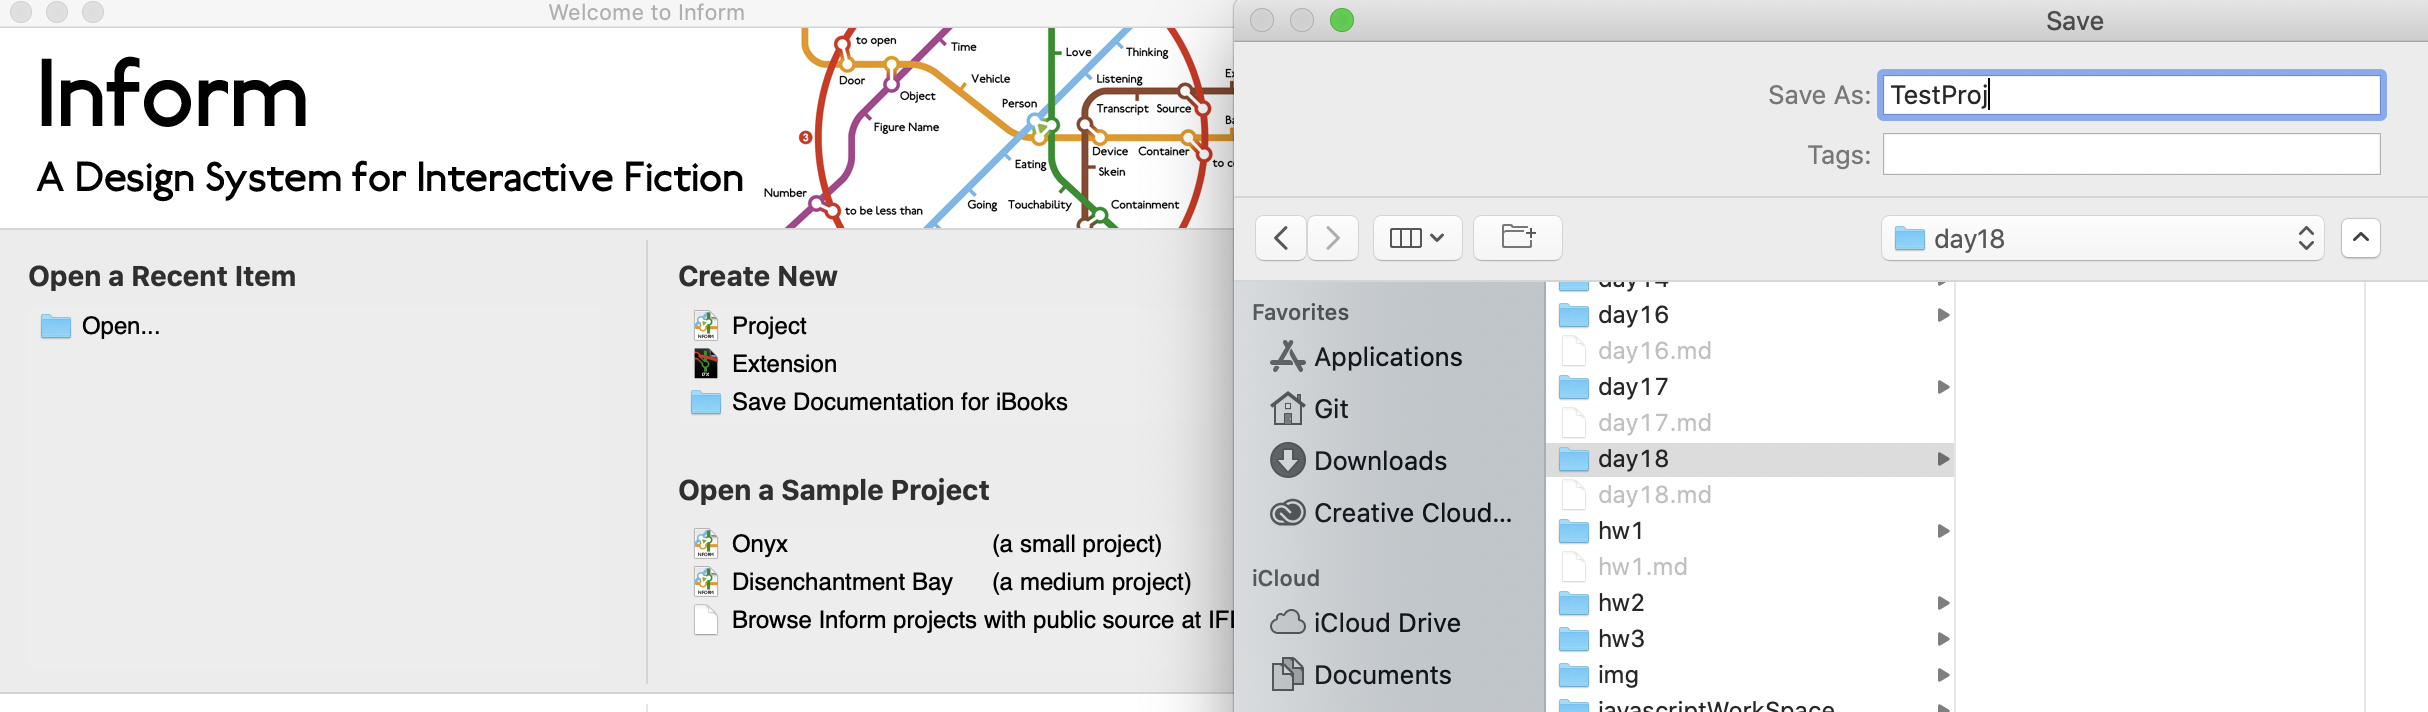 Welcome to Inform
Inform
A Design System for Interactive Fiction
to open
Time
Love
Thinking
Door
Vehicle
Listening
Object
Person
Transcript
Source
Figure Name
3
Device
Container
Eating
Skein
Number
Going
Touchability
Containment
to be less than
Open a Recent Item
Open...
Create New
Project
Extension
Save Documentation for iBooks
Open a Sample Project
Onyx (a small project)
Disenchantment Bay (a medium project)
Browse Inform projects with public source at
Save
Save As: TestProj
Tags:
day18
Favorites
Applications
Git
Downloads
Creative Cloud...
iCloud
iCloud Drive
Documents
day14
day16
day16.md
day17
day17.md
day18
day18.md
hw1
hw1.md
hw2
hw3
img
javascriptWorkSpace